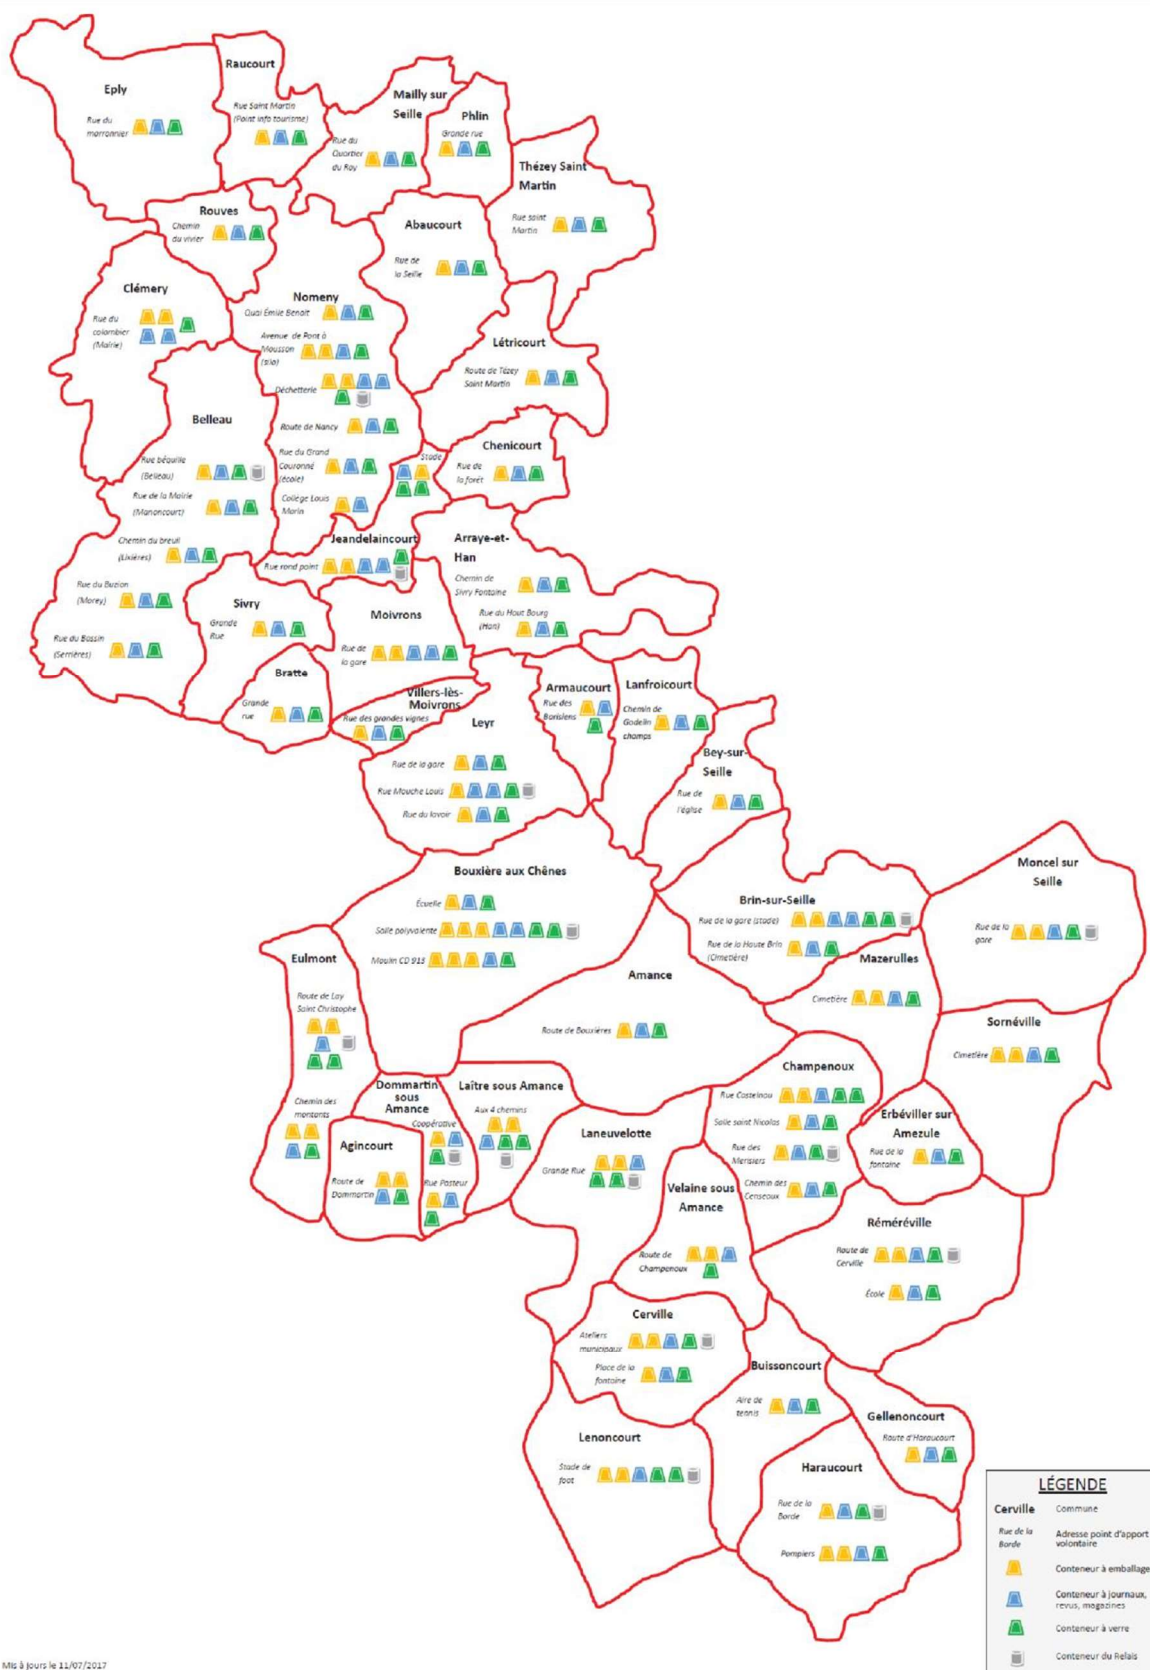 Eply
Rue du
marronnier
Raucourt
Rue Saint Martin
(Point info tourisme)
Mailly sur
Seille
Rue du
Quartier
du Roy
Phlin
Grande rue
Thézey Saint
Martin
Rue saint
Martin
Rouves
Chemin
du vivier
Abaucourt
Rue de
la Seille
Clémery
Rue du
colombier
(Mairie)
Nomeny
Quai Émile Benoit
Avenue de Pont à
Mousson
(silo)
Déchetterie
Route de Nancy
Rue du Grand
Couronné
(école)
Collège Louis
Marin
Stade
Létricourt
Route de Tézey
Saint Martin
Belleau
Rue béquille
(Belleau)
Rue de la Mairie
(Manoncourt)
Chemin du breuil
(Lixières)
Rue du Buzion
(Morey)
Rue du Bassin
(Serrières)
Chenicourt
Rue de
la forêt
Jeandelaincourt
Rue rond point
Arraye-et-
Han
Chemin de
Sivry Fontaine
Rue du Haut Bourg
(Han)
Sivry
Grande
Rue
Moivrons
Rue de
la gare
Bratte
Grande
rue
Villers-lès-
Moivrons
Rue des grandes vignes
Leyr
Rue de la gare
Rue Mouche Louis
Rue du lavoir
Armaucourt
Rue des
Barisiens
Lanfroicourt
Chemin de
Godelin
champs
Bey-sur-
Seille
Rue de
l'église
Bouxière aux Chênes
Écuelle
Salle polyvalente
Moulin CD 913
Brin-sur-Seille
Rue de la gare (stade)
Rue de la Haute Brin
(Cimetière)
Moncel sur
Seille
Rue de la
gare
Eulmont
Route de Lay
Saint Christophe
Chemin des
montants
Amance
Route de Bouxières
Mazerulles
Cimetière
Sornéville
Cimetière
Dommartin
sous
Amance
Coopérative
Rue Pasteur
Laître sous Amance
Aux 4 chemins
Champenoux
Rue Castelnau
Salle saint Nicolas
Rue des
Merisiers
Chemin des
Censeaux
Erbéviller sur
Amezule
Rue de la
fontaine
Agincourt
Route de
Dommartin
Laneuvelotte
Grande Rue
Velaine sous
Amance
Route de
Champenoux
Réméréville
Route de
Cerville
École
Cerville
Ateliers
municipaux
Place de la
fontaine
Buissoncourt
Aire de
tennis
Gellenoncourt
Route d'Haraucourt
Lenoncourt
Stade de
foot
Haraucourt
Rue de la
Borde
Pompiers
LÉGENDE
Cerville Commune
Rue de la
Borde
Adresse point d'apport
volontaire
Conteneur à emballage
Conteneur à journaux,
revus, magazines
Conteneur à verre
Conteneur du Relais
Mis à jours le 11/07/2017